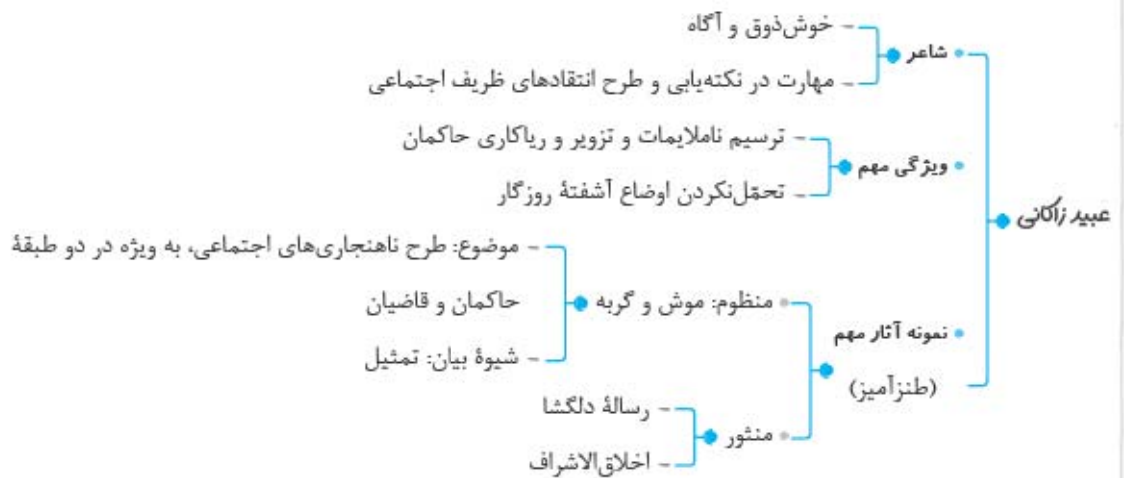 عبید زاکانی
شاعر
- خوش‌ذوق و آگاه
- مهارت در نکته‌یابی و طرح انتقادهای ظریف اجتماعی
ویژگی مهم
- ترسیم ناملایمات و تزویر و ریاکاری حاکمان
- تحمّل‌نکردن اوضاع آشفتهٔ روزگار
نمونه آثار مهم
(طنزآمیز)
منظوم: موش و گربه
- موضوع: طرح ناهنجاری‌های اجتماعی، به ویژه در دو طبقهٔ
حاکمان و قاضیان
- شیوهٔ بیان: تمثیل
منثور
- رسالهٔ دلگشا
- اخلاق‌الاشراف